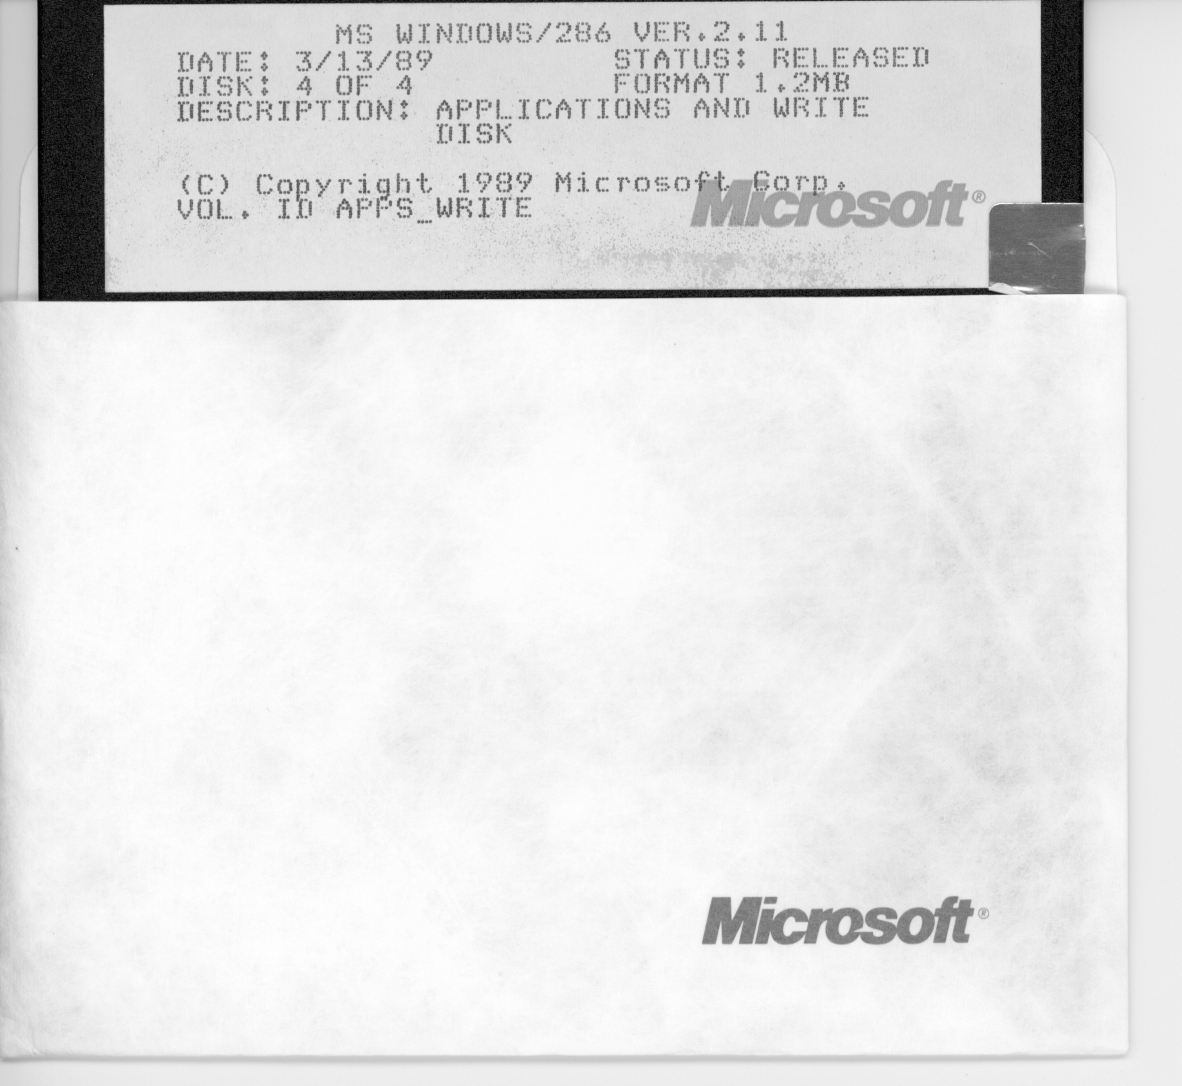 MS WINDOWS/286 VER.2.11
DATE: 3/13/89 STATUS: RELEASED
DISK: 4 OF 4 FORMAT 1.2MB
DESCRIPTION: APPLICATIONS AND WRITE
DISK
(C) Copyright 1989 Microsoft Corp.
VOL. ID APPS_WRITE
Microsoft®
Microsoft®